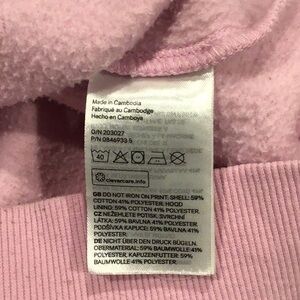 Made in Cambodia
Fabriqué au Cambodge
Hecho en Camboya
O/N 203027
P/N 0846933 5
40
clevercare.info
GB DO NOT IRON ON PRINT. SHELL: 59%
COTTON 41% POLYESTER. HOOD
LINING: 59% COTTON 41% POLYESTER
CZ NEŽEHLETE POTISK. SVRCHNÍ
LÁTKA: 59% BAVLNA 41% POLYESTER.
PODŠÍVKA KAPUCE: 59% BAVLNA 41%
POLYESTER
DE NICHT ÜBER DEN DRUCK BÜGELN.
OBERMATERIAL: 59% BAUMWOLLE 41%
POLYESTER. KAPUZENFUTTER: 59%
BAUMWOLLE 41% POLYESTER